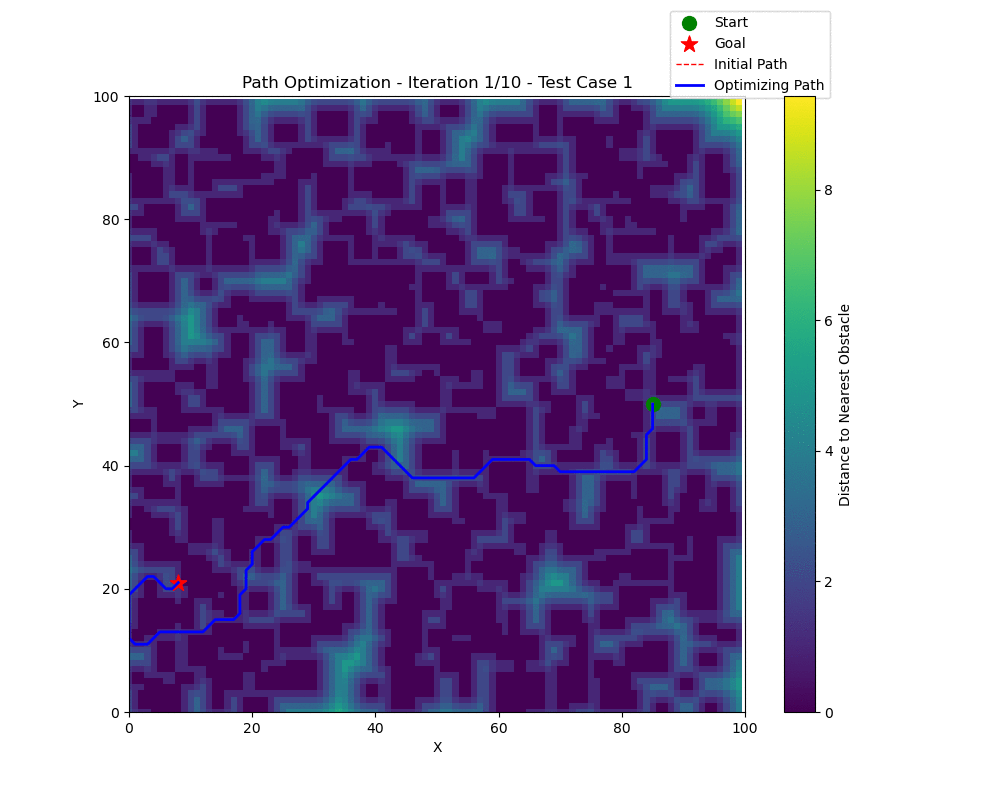 Start
Goal
Initial Path
Optimizing Path
Path Optimization - Iteration 1/10 - Test Case 1
100
80
60
40
20
0
Y
0
20
40
60
80
100
X
8
6
4
2
0
Distance to Nearest Obstacle